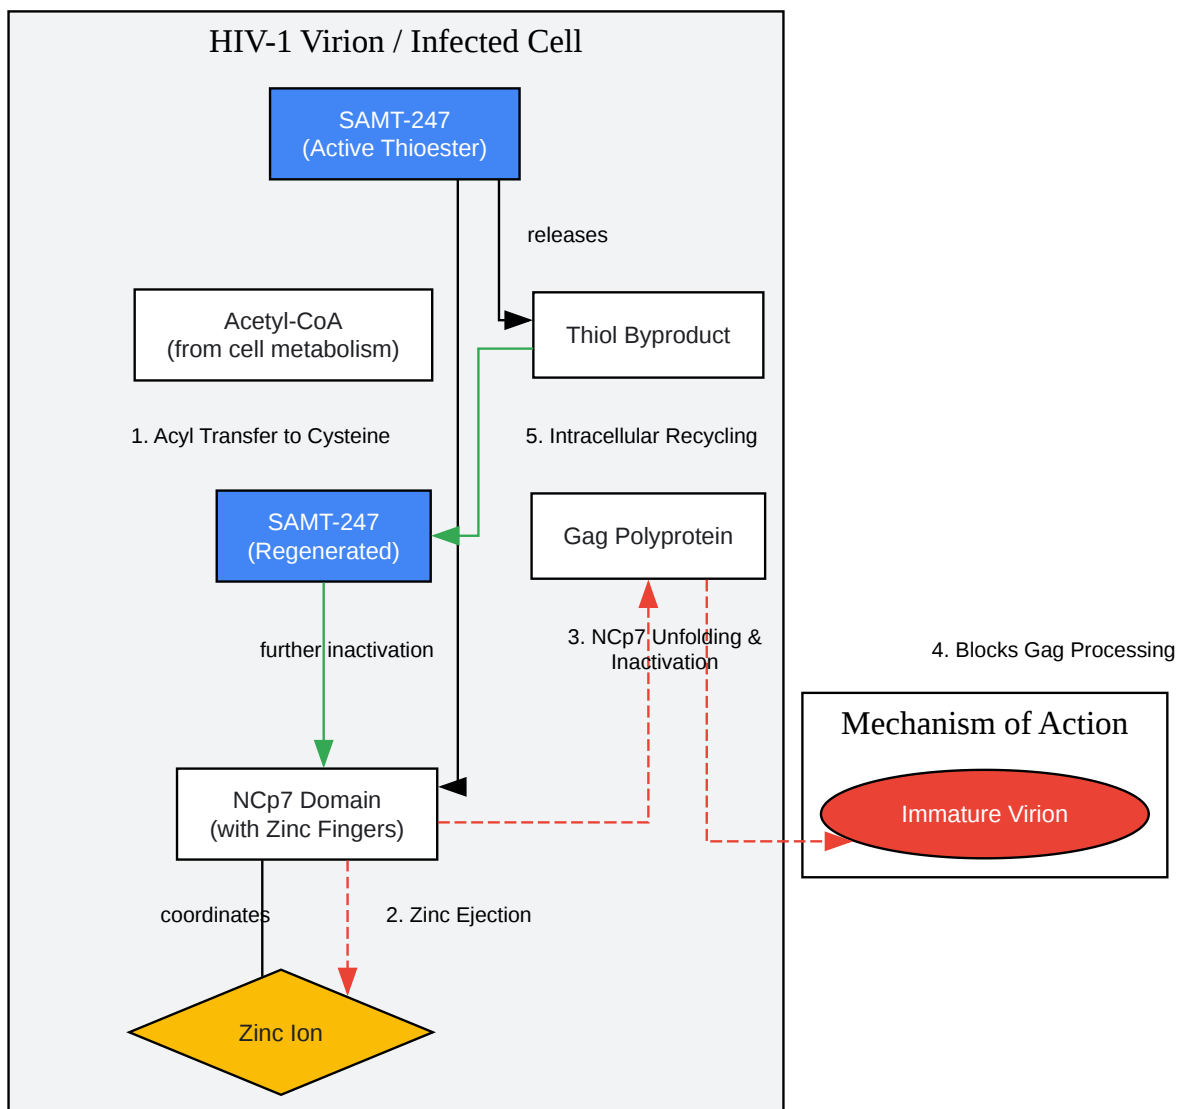 HIV-1 Virion / Infected Cell
SAMT-247
(Active Thioester)
releases
Acetyl-CoA
(from cell metabolism)
Thiol Byproduct
1. Acyl Transfer to Cysteine
5. Intracellular Recycling
SAMT-247
(Regenerated)
Gag Polyprotein
further inactivation
3. NCp7 Unfolding &
Inactivation
4. Blocks Gag Processing
Mechanism of Action
Immature Virion
NCp7 Domain
(with Zinc Fingers)
coordinates
2. Zinc Ejection
Zinc Ion